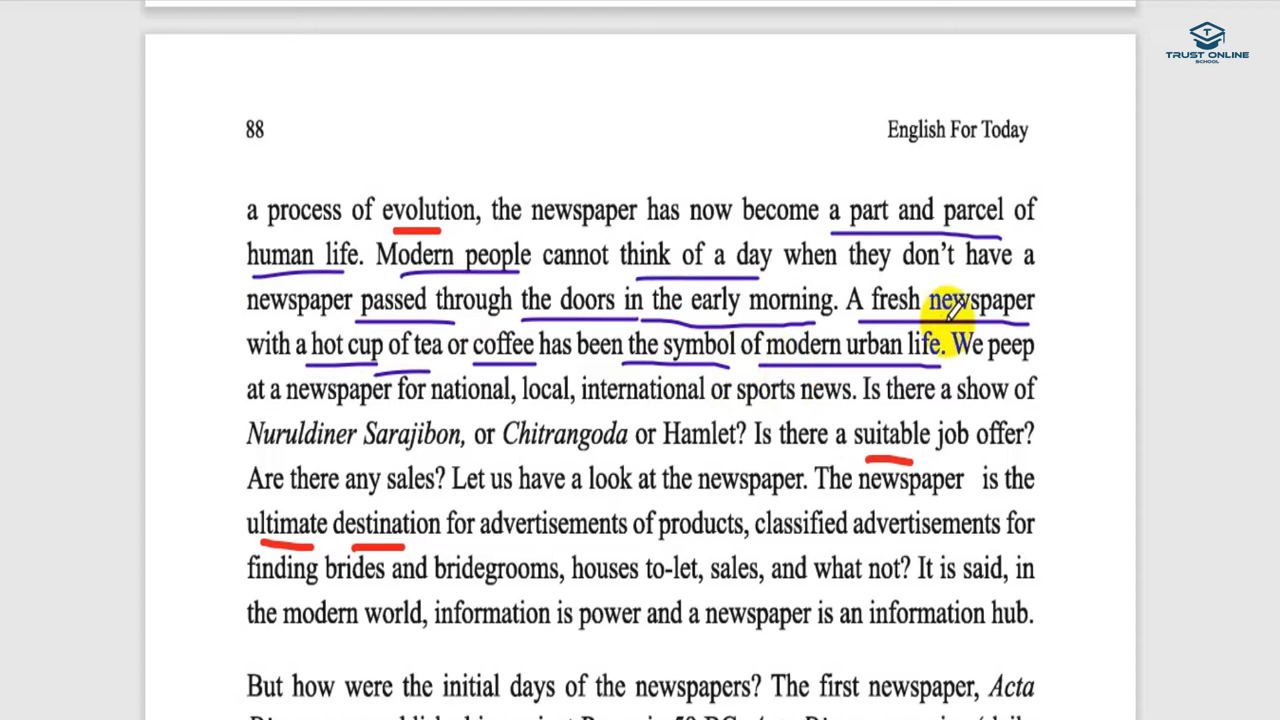 TRUST ONLINE
SCHOOL
88
English For Today
a process of evolution, the newspaper has now become a part and parcel of
human life. Modern people cannot think of a day when they don’t have a
newspaper passed through the doors in the early morning. A fresh newspaper
with a hot cup of tea or coffee has been the symbol of modern urban life. We peep
at a newspaper for national, local, international or sports news. Is there a show of
Nuruldiner Sarajibon, or Chitrangoda or Hamlet? Is there a suitable job offer?
Are there any sales? Let us have a look at the newspaper. The newspaper is the
ultimate destination for advertisements of products, classified advertisements for
finding brides and bridegrooms, houses to-let, sales, and what not? It is said, in
the modern world, information is power and a newspaper is an information hub.
But how were the initial days of the newspapers? The first newspaper, Acta